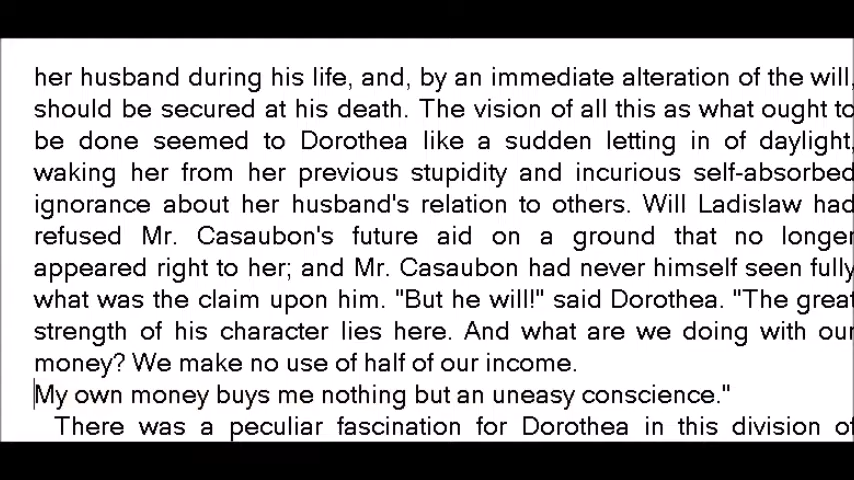 her husband during his life, and, by an immediate alteration of the will,
should be secured at his death. The vision of all this as what ought to
be done seemed to Dorothea like a sudden letting in of daylight,
waking her from her previous stupidity and incurious self-absorbed
ignorance about her husband's relation to others. Will Ladislaw had
refused Mr. Casaubon's future aid on a ground that no longer
appeared right to her; and Mr. Casaubon had never himself seen fully
what was the claim upon him. "But he will!" said Dorothea. "The great
strength of his character lies here. And what are we doing with our
money? We make no use of half of our income.
My own money buys me nothing but an uneasy conscience."
There was a peculiar fascination for Dorothea in this division of